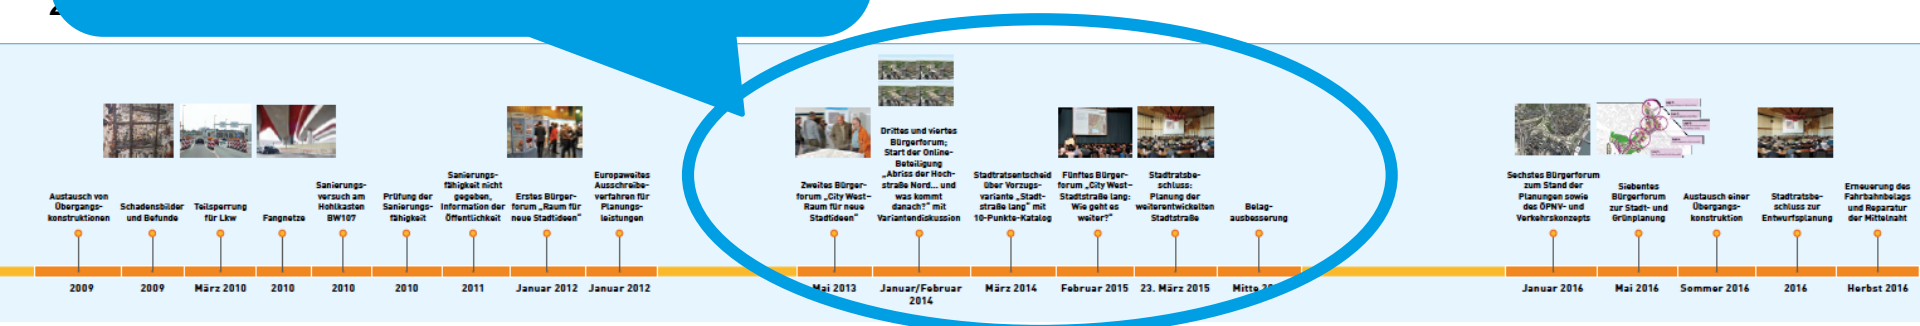 Austausch von
Übergangs-
konstruktionen
2009
Schadensbilder
und Befunde
2009
Teilsperrung
für Lkw
März 2010
Fangnetze
2010
Sanierungs-
versuch am
Hohlkasten
BW107
2010
Prüfung der
Sanierungs-
fähigkeit
2010
Sanierungs-
fähigkeit nicht
gegeben,
Information der
Öffentlichkeit
2011
Erstes Bürger-
forum „Raum für
neue Stadtideen“
Januar 2012
Europaweites
Ausschreibe-
verfahren für
Planungs-
leistungen
Januar 2012
Zweites Bürger-
forum „City West–
Raum für neue
Stadtideen“
Mai 2013
Drittes und viertes
Bürgerforum;
Start der Online-
Beteiligung
„Abriss der Hoch-
straße Nord... und
was kommt
danach?“ mit
Variantendiskussion
Januar/Februar
2014
Stadtratsentscheid
über Vorzugs-
variante „Stadt-
straße lang“ mit
10-Punkte-Katalog
März 2014
Fünftes Bürger-
forum „City West–
Stadtstraße lang:
Wie geht es
weiter?“
Februar 2015
Stadtratsbe-
schluss:
Planung der
weiterentwickelten
Stadtstraße
23. März 2015
Belag-
ausbesserung
Mitte
Sechstes Bürgerforum
zum Stand der
Planungen sowie
des ÖPNV- und
Verkehrskonzepts
Januar 2016
Siebentes
Bürgerforum
zur Stadt- und
Grünplanung
Mai 2016
Austausch einer
Übergangs-
konstruktion
Sommer 2016
Stadtratsbe-
schluss zur
Entwurfsplanung
2016
Erneuerung des
Fahrbahnbelags
und Reparatur
der Mittelnaht
Herbst 2016